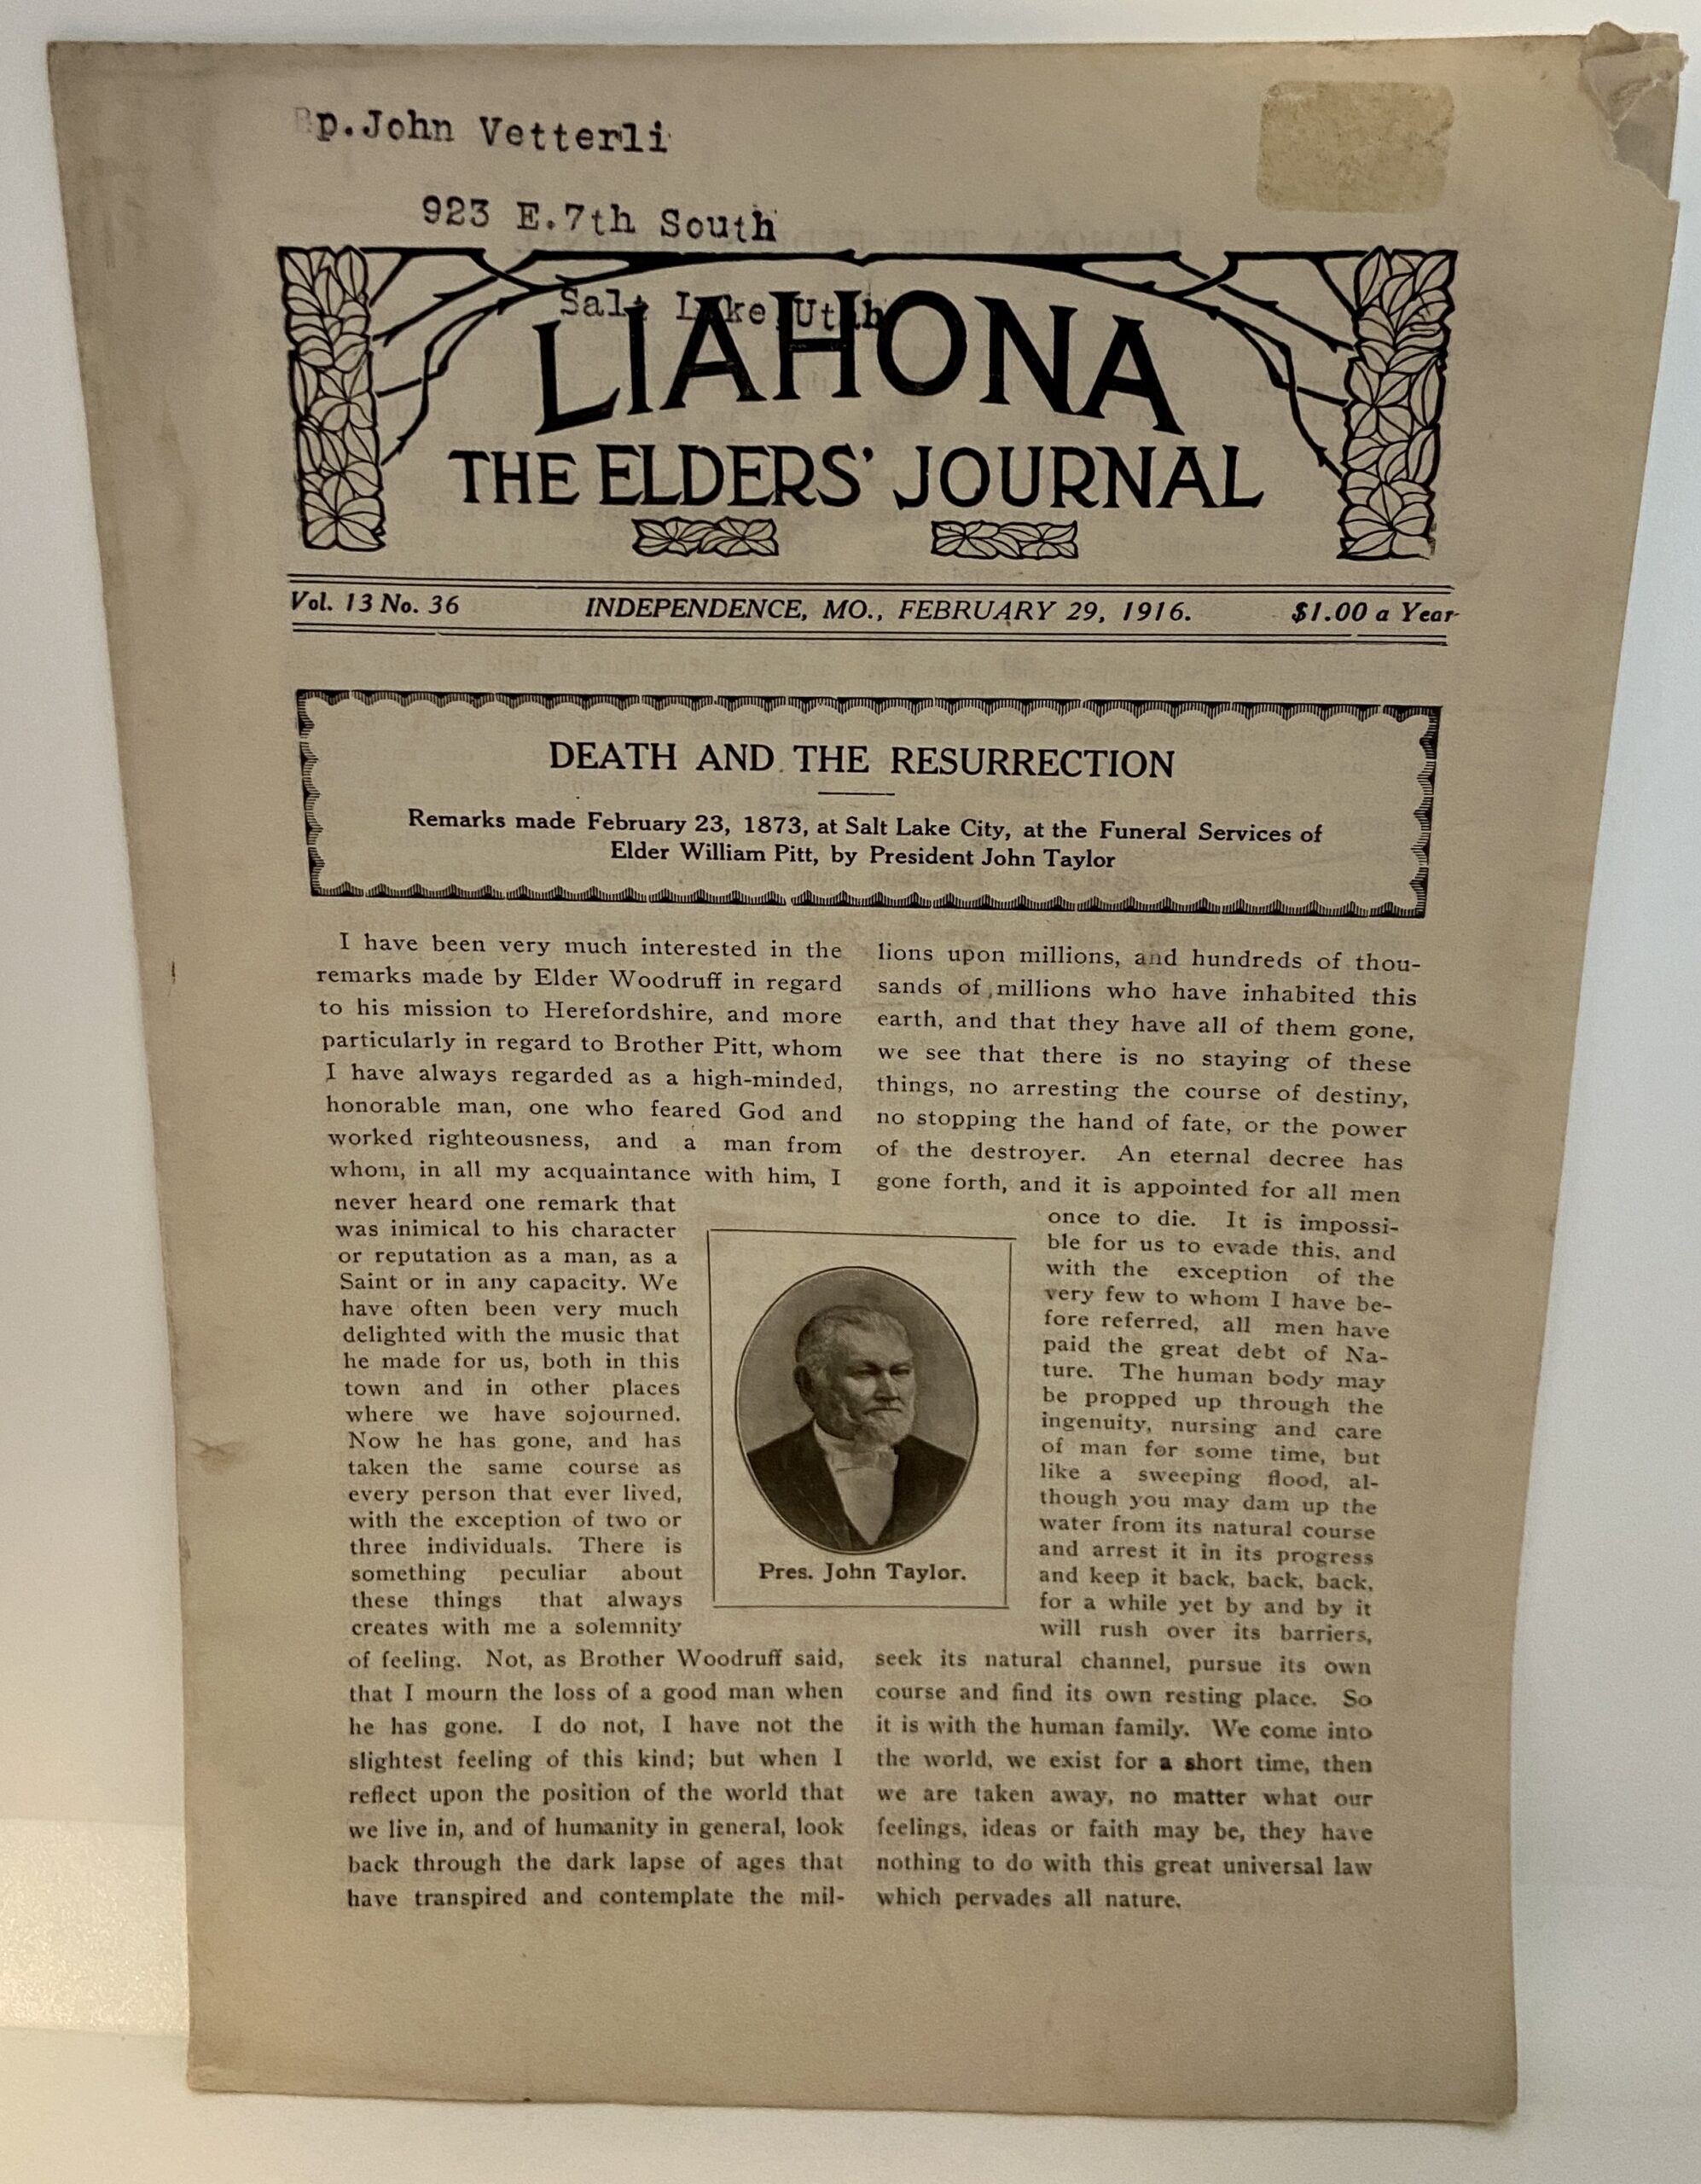 Bp.John Vetterli
923 E.7th South
Salt Lake Utah
LIAHONA
THE ELDERS' JOURNAL
Vol. 13 No. 36 INDEPENDENCE, MO., FEBRUARY 29, 1916. $1.00 a Year
DEATH AND THE RESURRECTION
Remarks made February 23, 1873, at Salt Lake City, at the Funeral Services of
Elder William Pitt, by President John Taylor
I have been very much interested in the
remarks made by Elder Woodruff in regard
to his mission to Herefordshire, and more
particularly in regard to Brother Pitt, whom
I have always regarded as a high-minded,
honorable man, one who feared God and
worked righteousness, and a man from
whom, in all my acquaintance with him, I
never heard one remark that
was inimical to his character
or reputation as a man, as a
Saint or in any capacity. We
have often been very much
delighted with the music that
he made for us, both in this
town and in other places
where we have sojourned.
Now he has gone, and has
taken the same course as
every person that ever lived,
with the exception of two or
three individuals. There is
something peculiar about
these things that always
creates with me a solemnity
of feeling. Not, as Brother Woodruff said,
that I mourn the loss of a good man when
he has gone. I do not, I have not the
slightest feeling of this kind; but when I
reflect upon the position of the world that
we live in, and of humanity in general, look
back through the dark lapse of ages that
have transpired and contemplate the mil-
Pres. John Taylor.
lions upon millions, and hundreds of thou-
sands of millions who have inhabited this
earth, and that they have all of them gone,
we see that there is no staying of these
things, no arresting the course of destiny,
no stopping the hand of fate, or the power
of the destroyer. An eternal decree has
gone forth, and it is appointed for all men
once to die. It is impossi-
ble for us to evade this, and
with the exception of the
very few to whom I have be-
fore referred, all men have
paid the great debt of Na-
ture. The human body may
be propped up through the
ingenuity, nursing and care
of man for some time, but
like a sweeping flood, al-
though you may dam up the
water from its natural course
and arrest it in its progress
and keep it back, back, back,
for a while yet by and by it
will rush over its barriers,
seek its natural channel, pursue its own
course and find its own resting place. So
it is with the human family. We come into
the world, we exist for a short time, then
we are taken away, no matter what our
feelings, ideas or faith may be, they have
nothing to do with this great universal law
which pervades all nature.